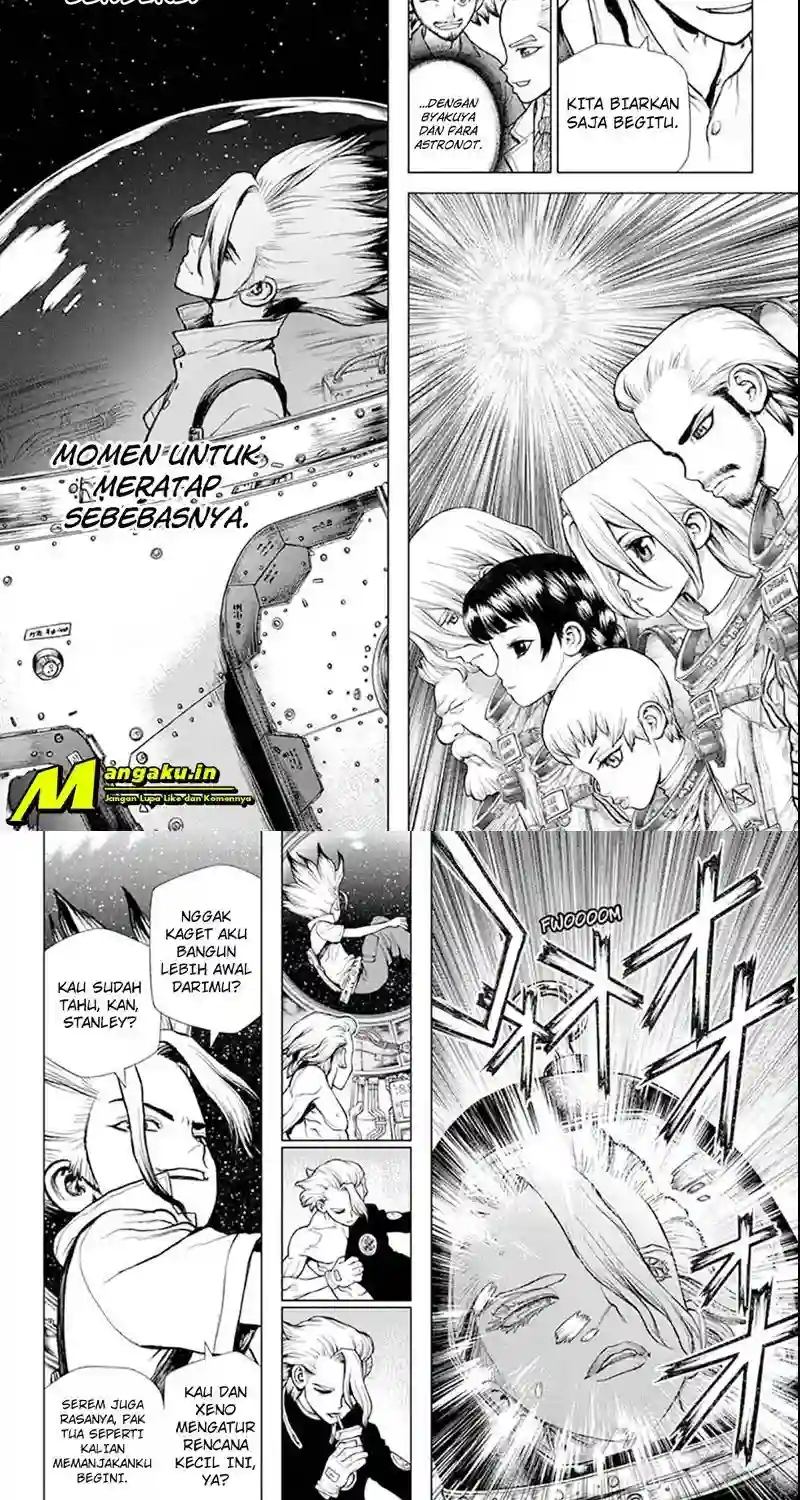 KITA BIARKAN
SAJA BEGITU.
...DENGAN
BYAKUYA
DAN PARA
ASTRONOT.
MOMEN UNTUK
MERATAP
SEBEBASNYA.
Mangaku.in
Jangan Lupa Like dan Komennya
FWOOOOM
NGGAK
KAGET AKU
BANGUN
LEBIH AWAL
DARIMU?
KAU SUDAH
TAHU, KAN,
STANLEY?
KAU DAN
XENO
MENGATUR
RENCANA
KECIL INI,
YA?
SEREM JUGA
RASANYA, PAK
TUA SEPERTI
KALIAN
MEMANJAKANKU
BEGINI.